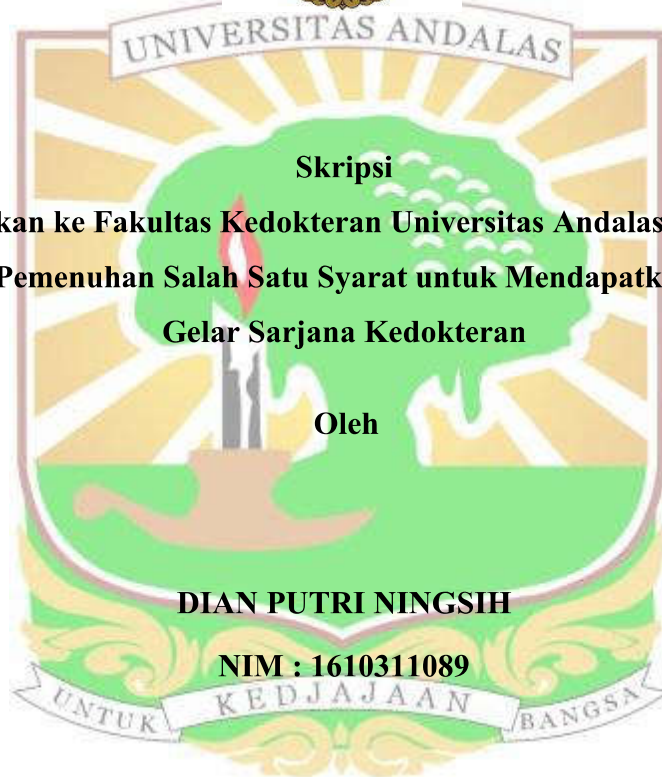 UNIVERSITAS ANDALAS
Skripsi
kan ke Fakultas Kedokteran Universitas Andalas
Pemenuhan Salah Satu Syarat untuk Mendapatk
Gelar Sarjana Kedokteran
Oleh
DIAN PUTRI NINGSIH
NIM : 1610311089
UNTUK KEDJAJAAN BANGSA